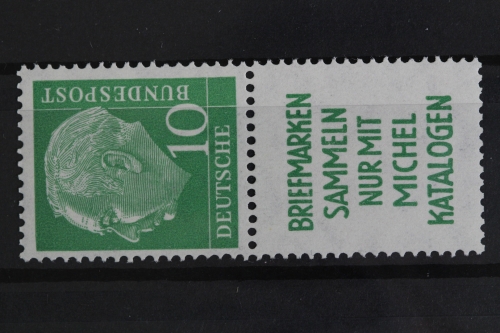 10
DEUTSCHE
BUNDESPOST
BRIEFMARKEN
SAMMELN
NUR MIT
MICHEL
KATALOGEN